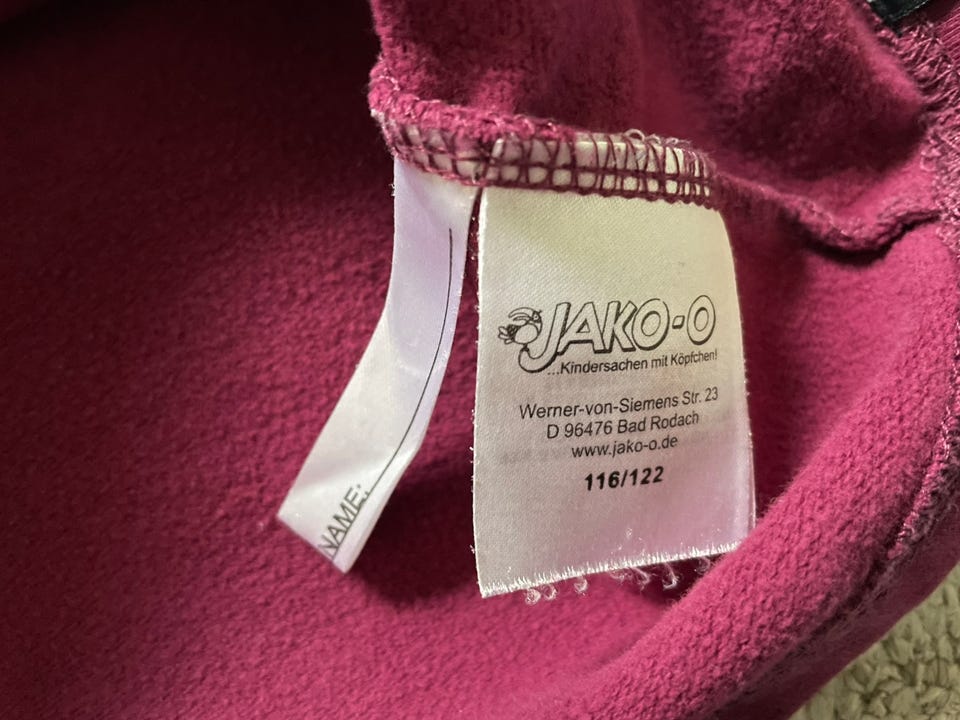 JAKO-O
...Kindersachen mit Köpfchen!
Werner-von-Siemens Str. 23
D 96476 Bad Rodach
www.jako-o.de
116/122
NAME: